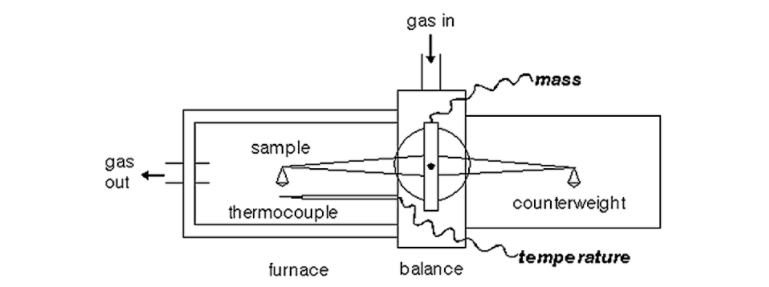 gas in
mass
sample
gas
out
thermocouple
counterweight
temperature
furnace
balance